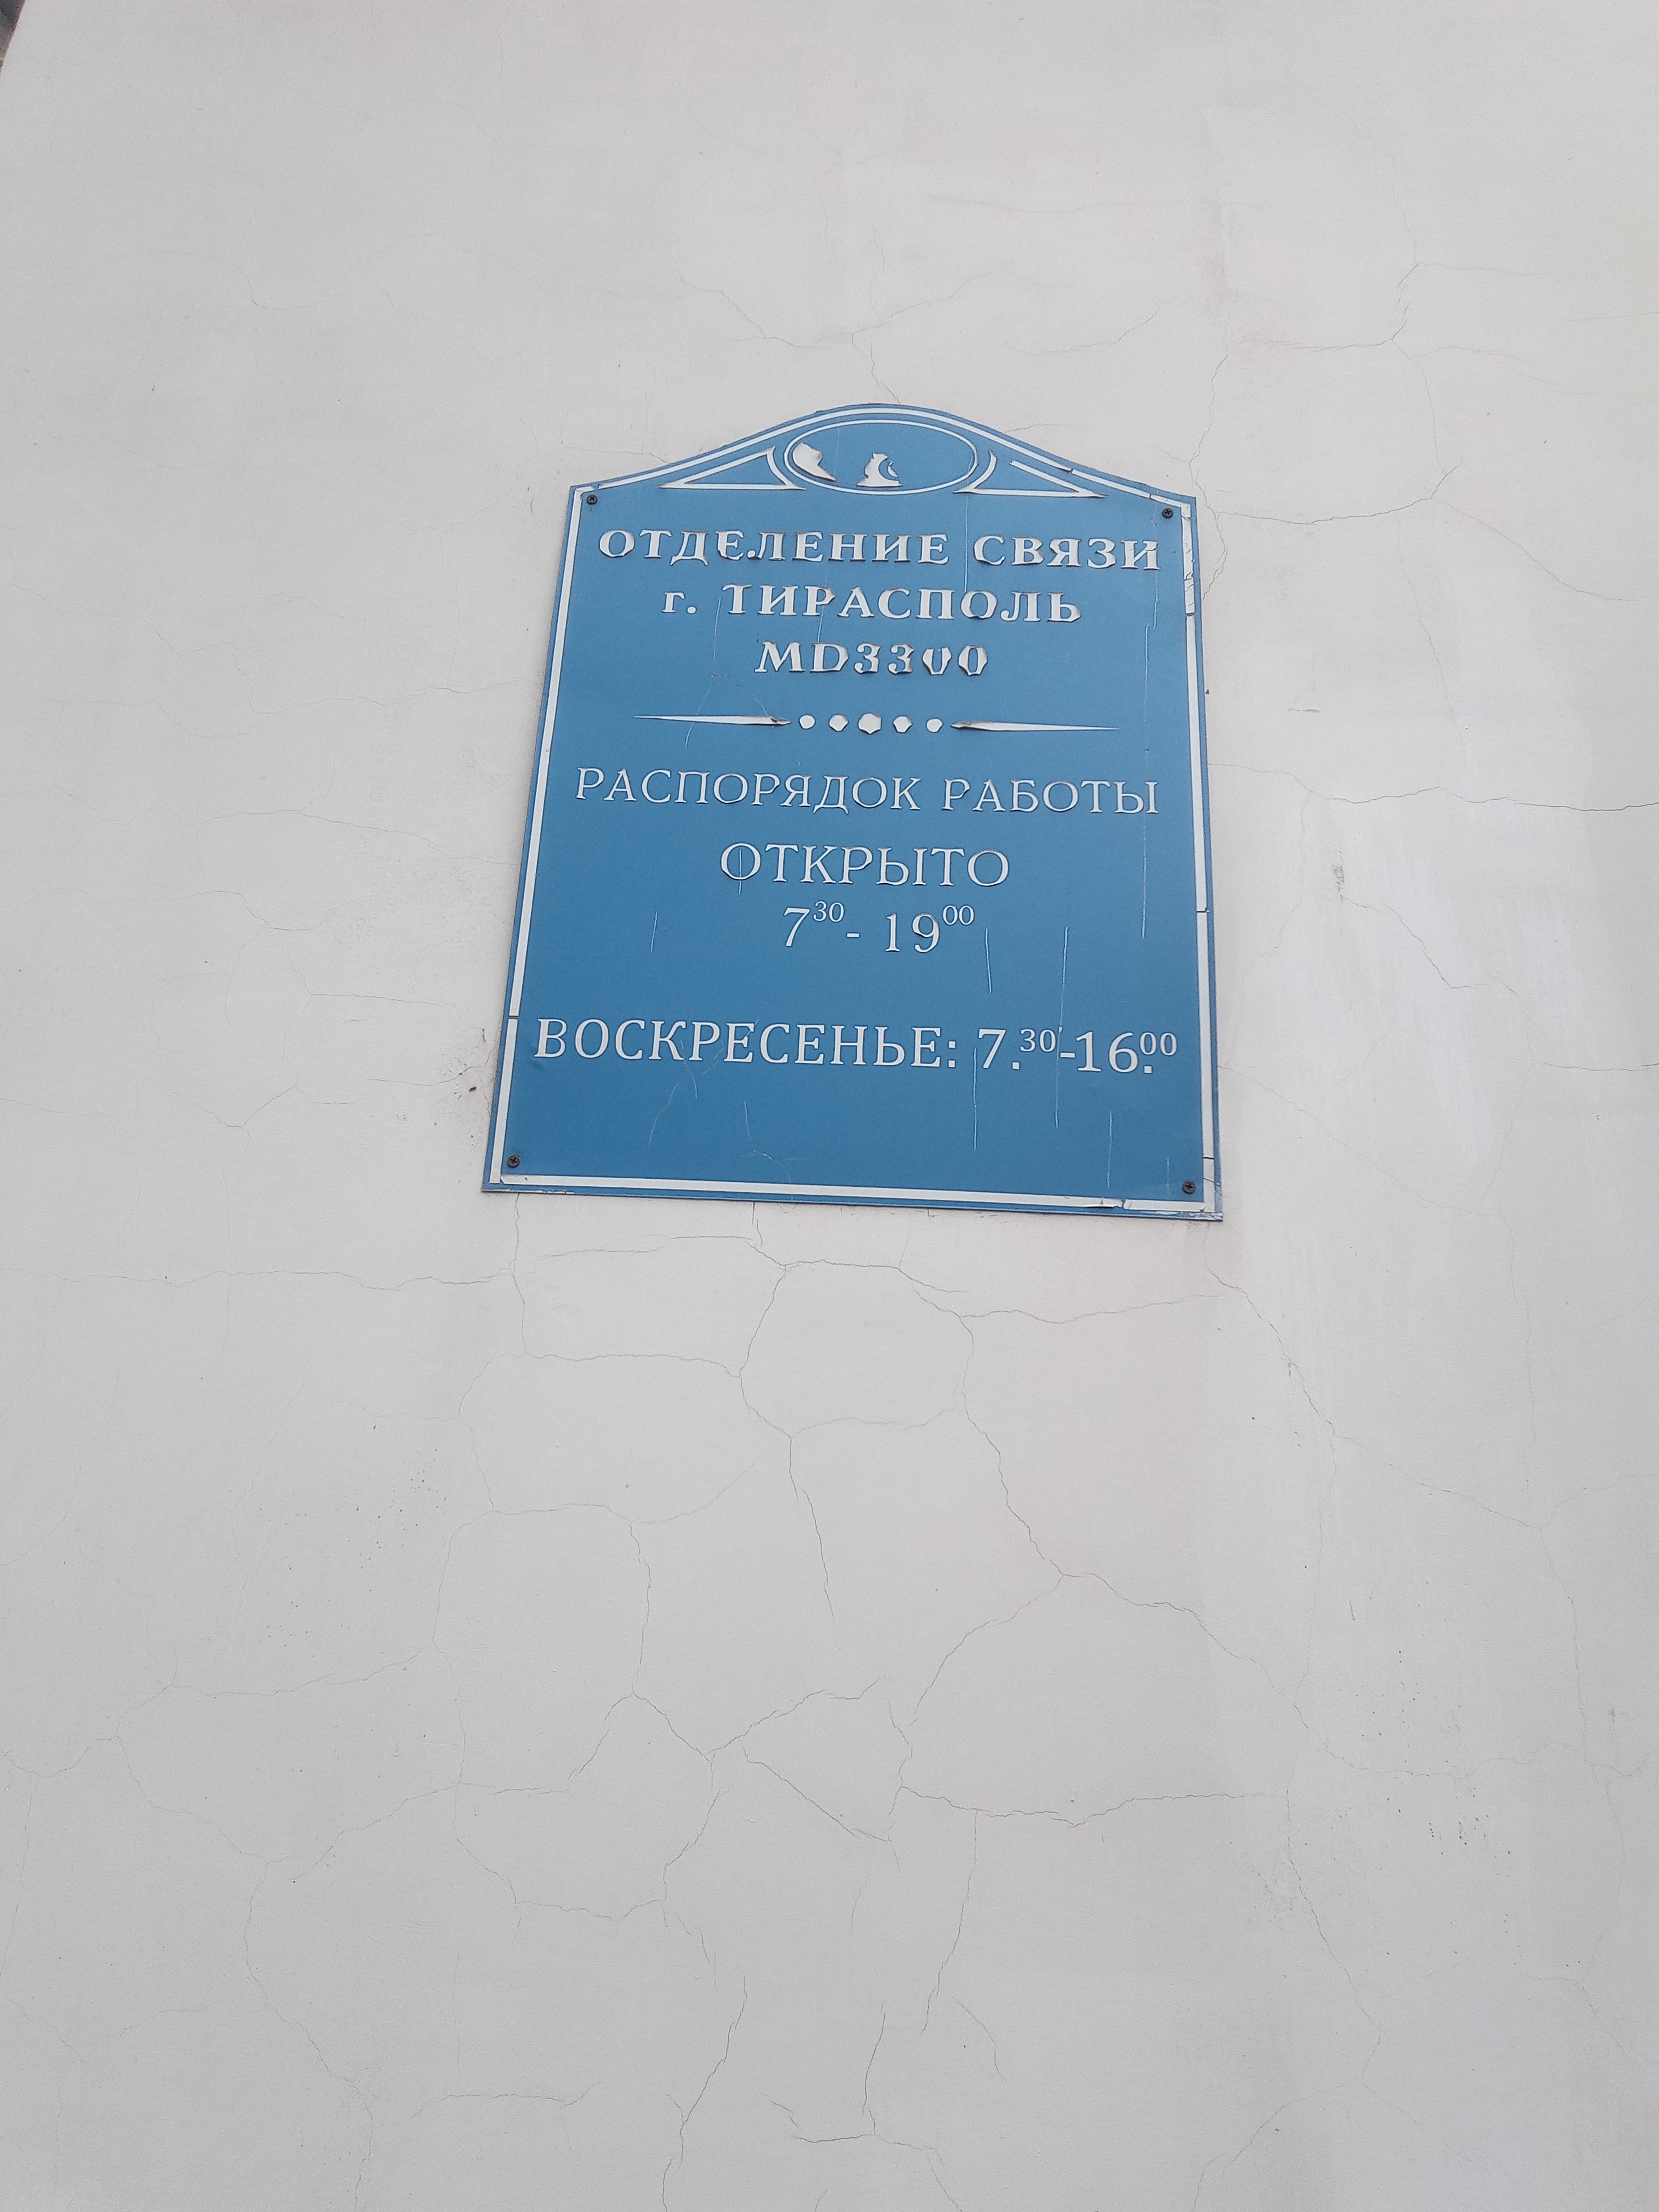 ОТДЕЛЕНИЕ СВЯЗИ
г. ТИРАСПОЛЬ
MD3300
РАСПОРЯДОК РАБОТЫ
ОТКРЫТО
7³⁰- 19⁰⁰
ВОСКРЕСЕНЬЕ: 7.³⁰-16.⁰⁰